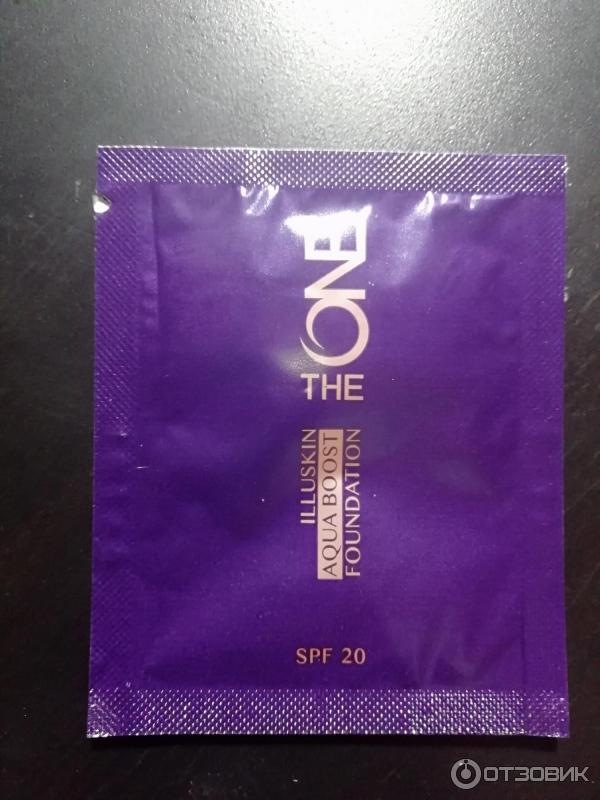 THE ONE
ILLUSKIN
AQUA BOOST
FOUNDATION
SPF 20
ОТЗОВИК